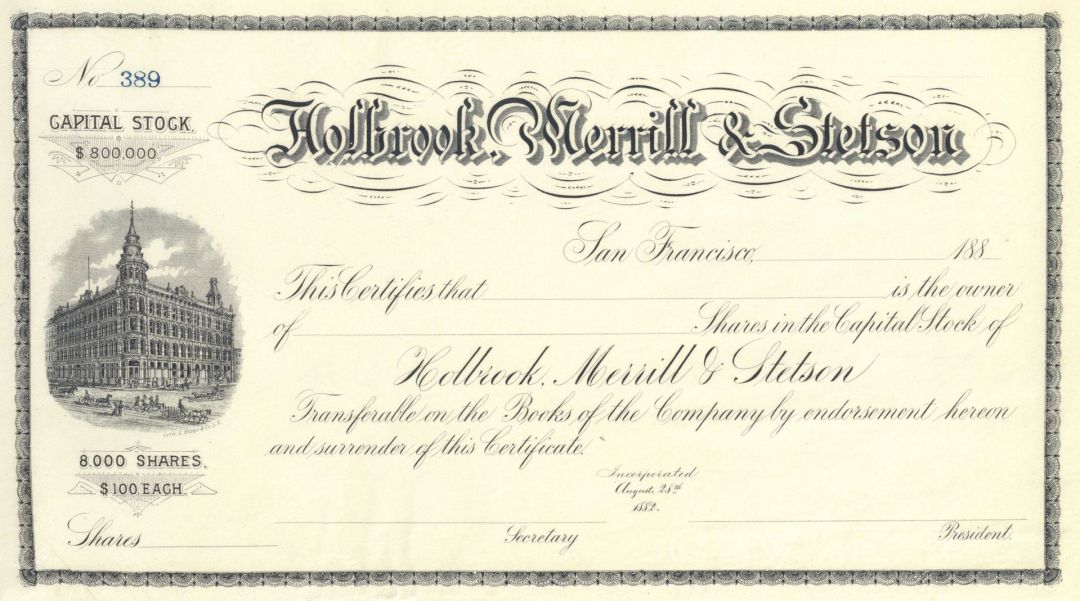 No 389
CAPITAL STOCK.
$800,000
Holbrook, Merrill & Stetson
San Francisco, 188
This Certifies that is the owner
of Shares in the Capital Stock of
Holbrook, Merrill & Stetson
Transferable on the Books of the Company by endorsement hereon
and surrender of this Certificate.
8,000 SHARES,
$100 EACH.
Incorporated
August 28th
1882.
Shares
Secretary
President.